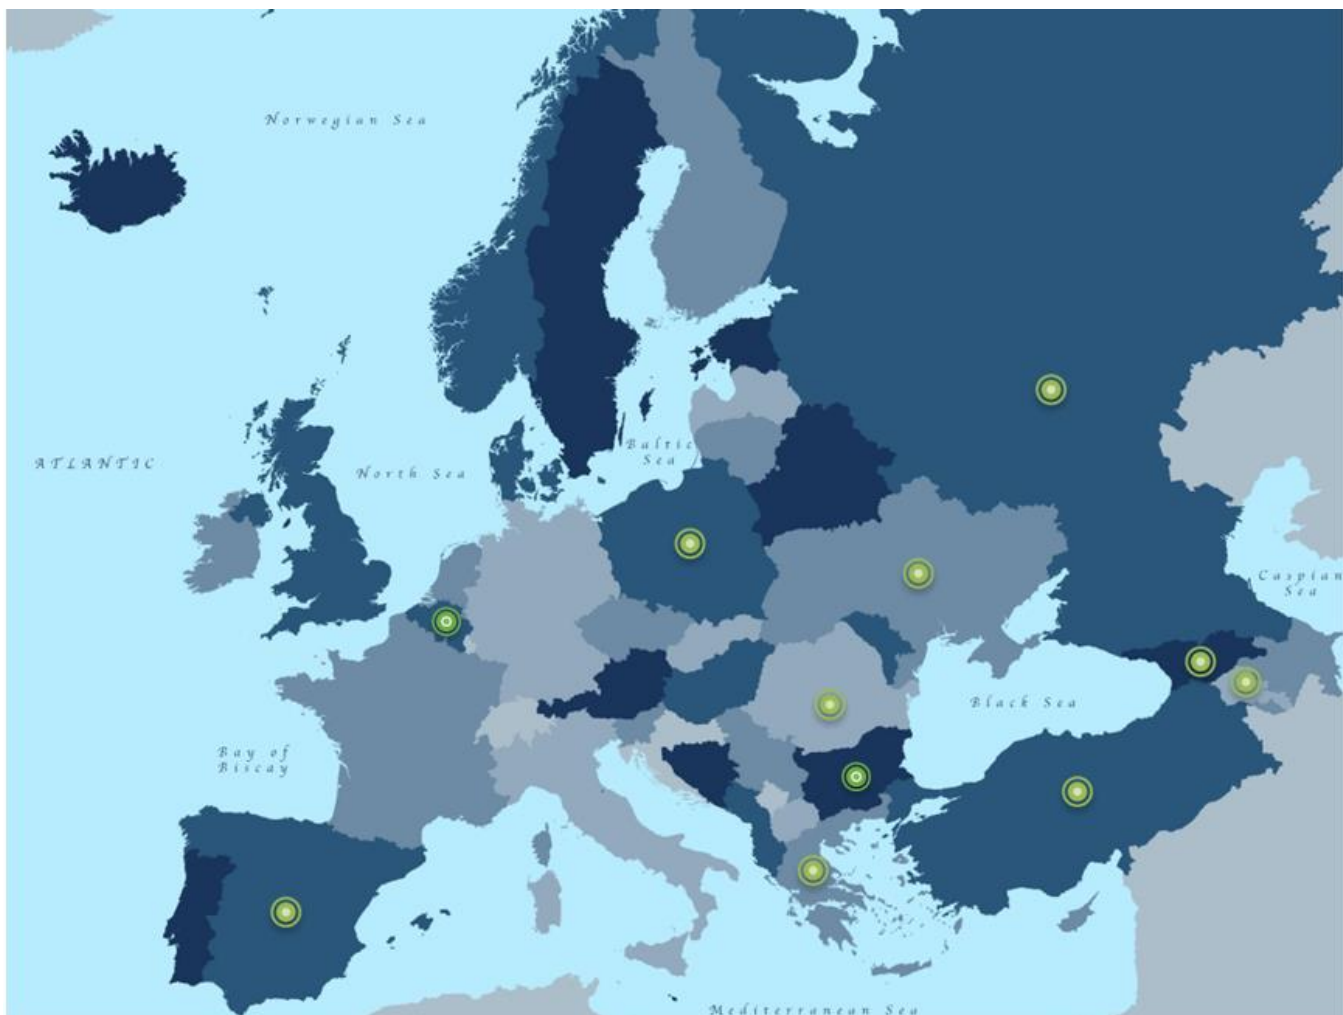 Norwegian Sea
ATLANTIC
North Sea
Baltic
Sea
Caspian
Sea
Black Sea
Bay of
Biscay
Mediterranean Sea